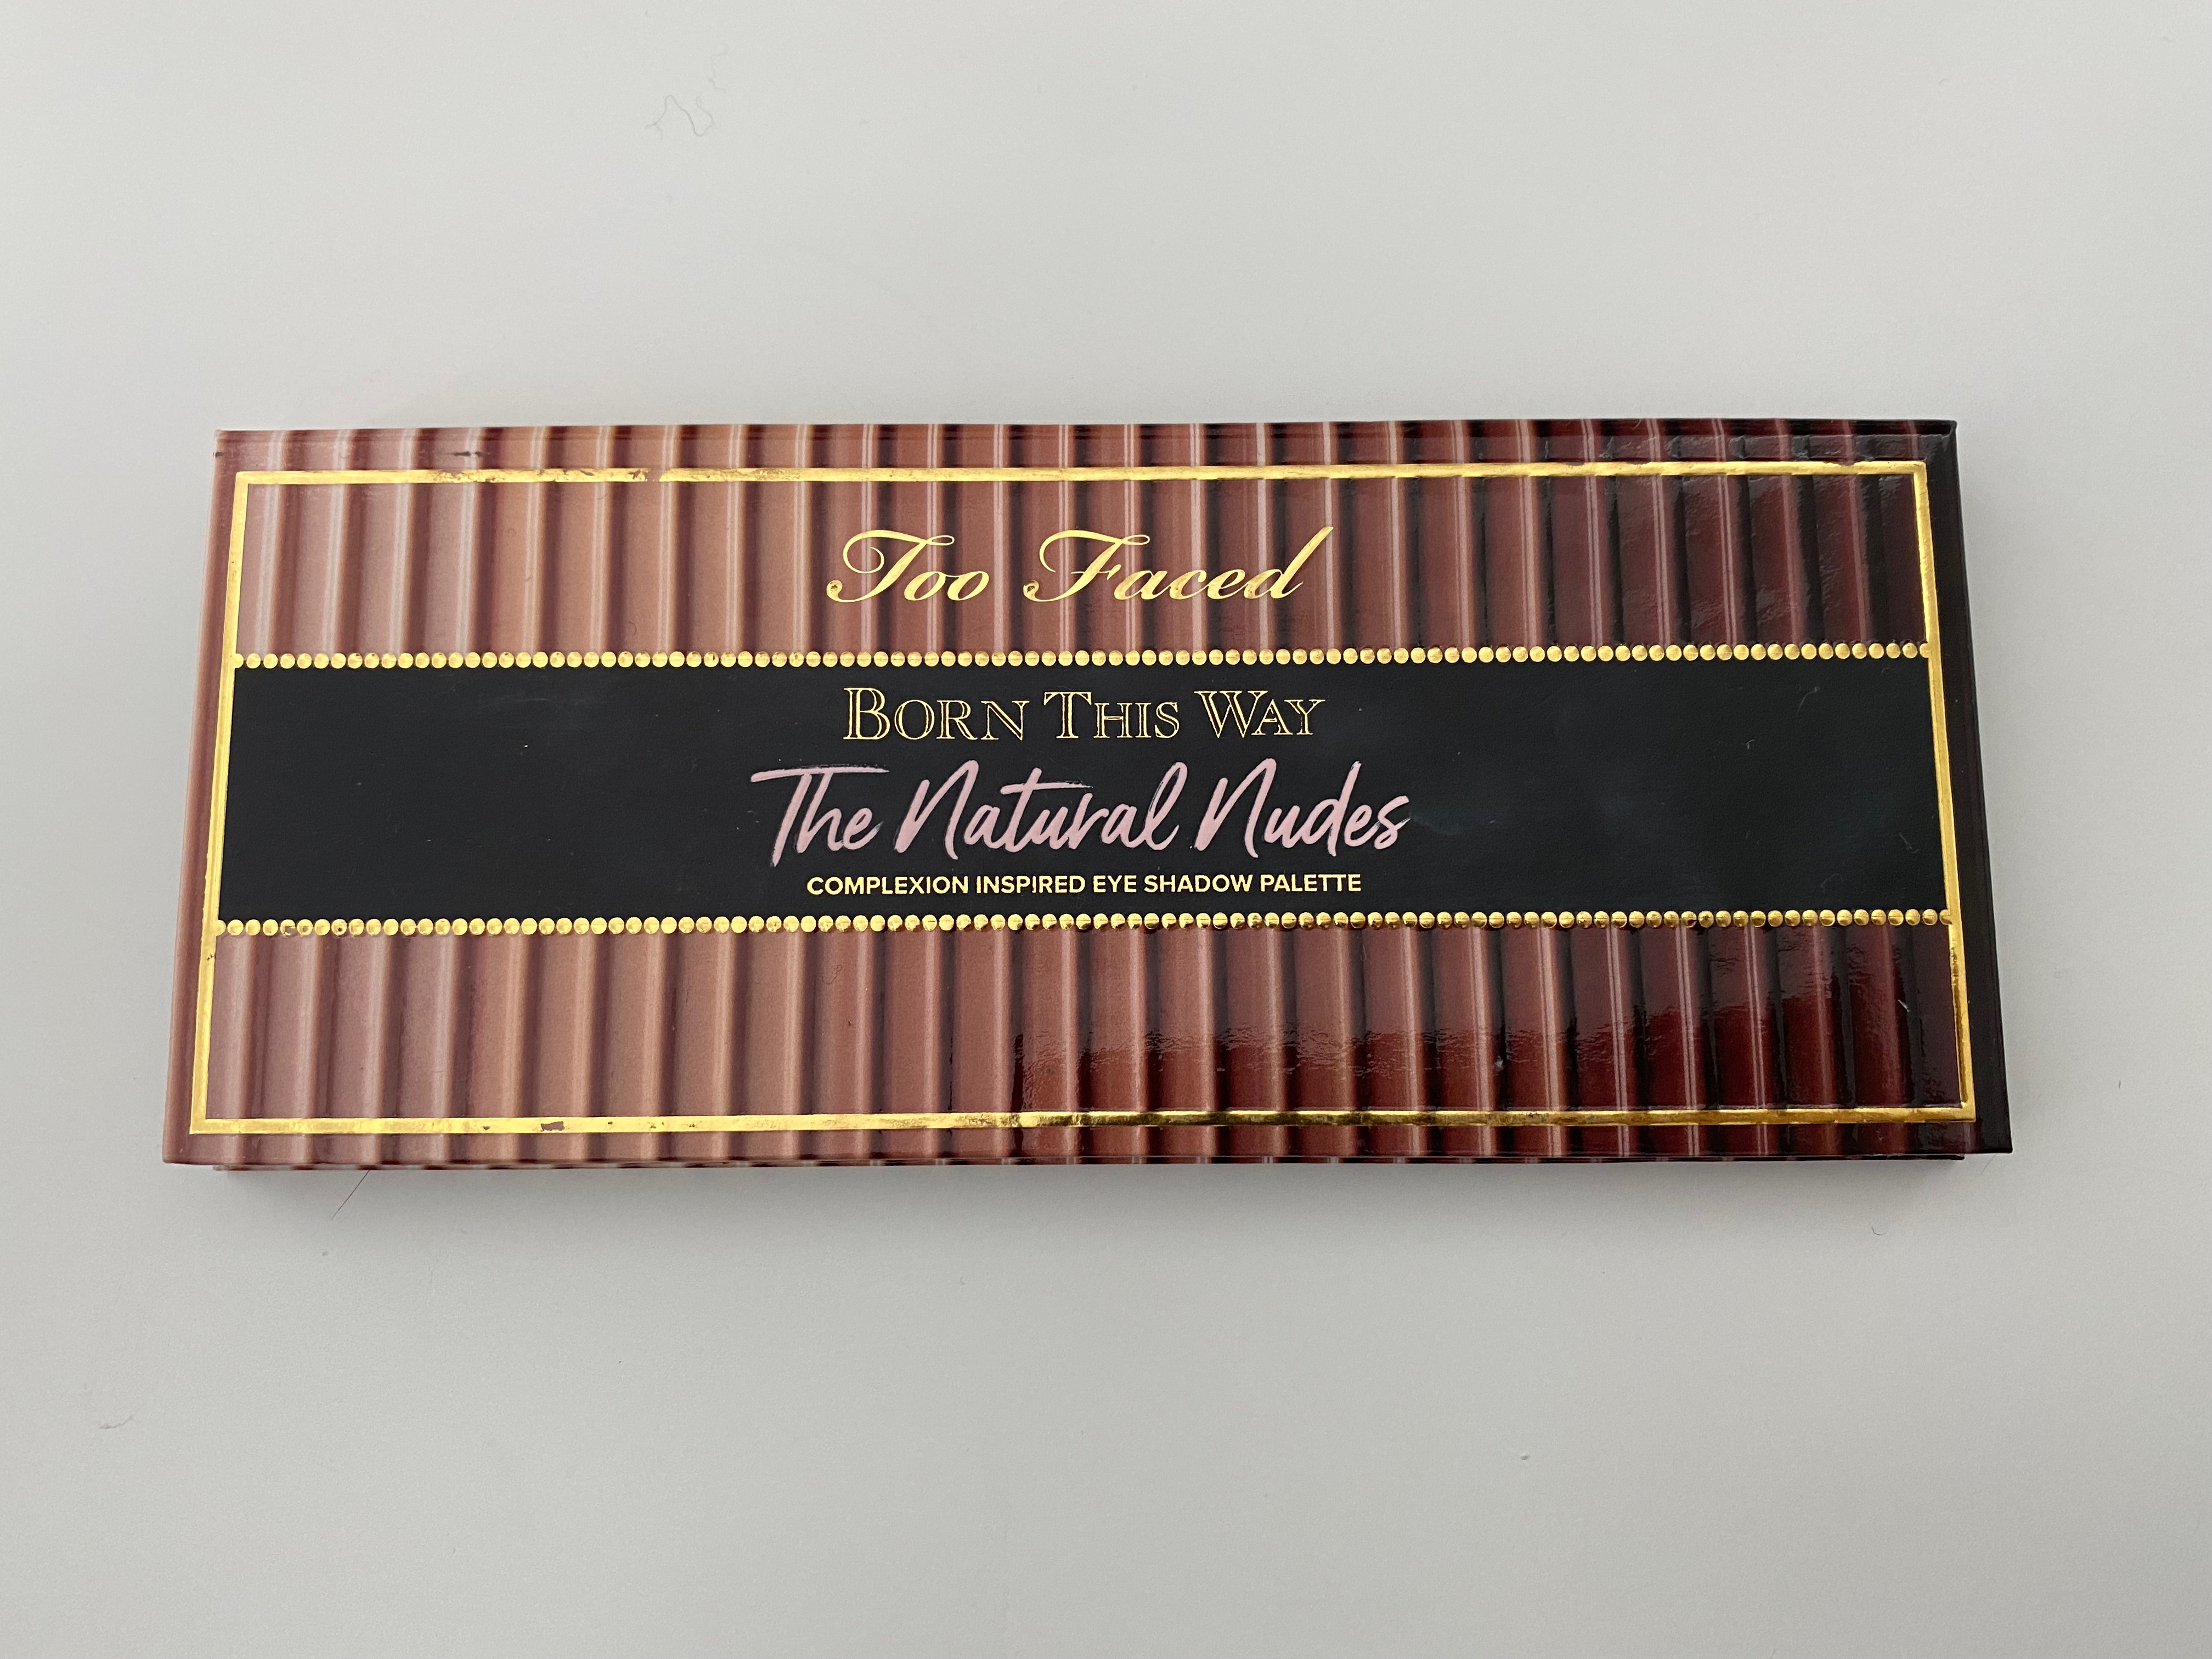 Too Faced
BORN THIS WAY
The Natural Nudes
COMPLEXION INSPIRED EYE SHADOW PALETTE